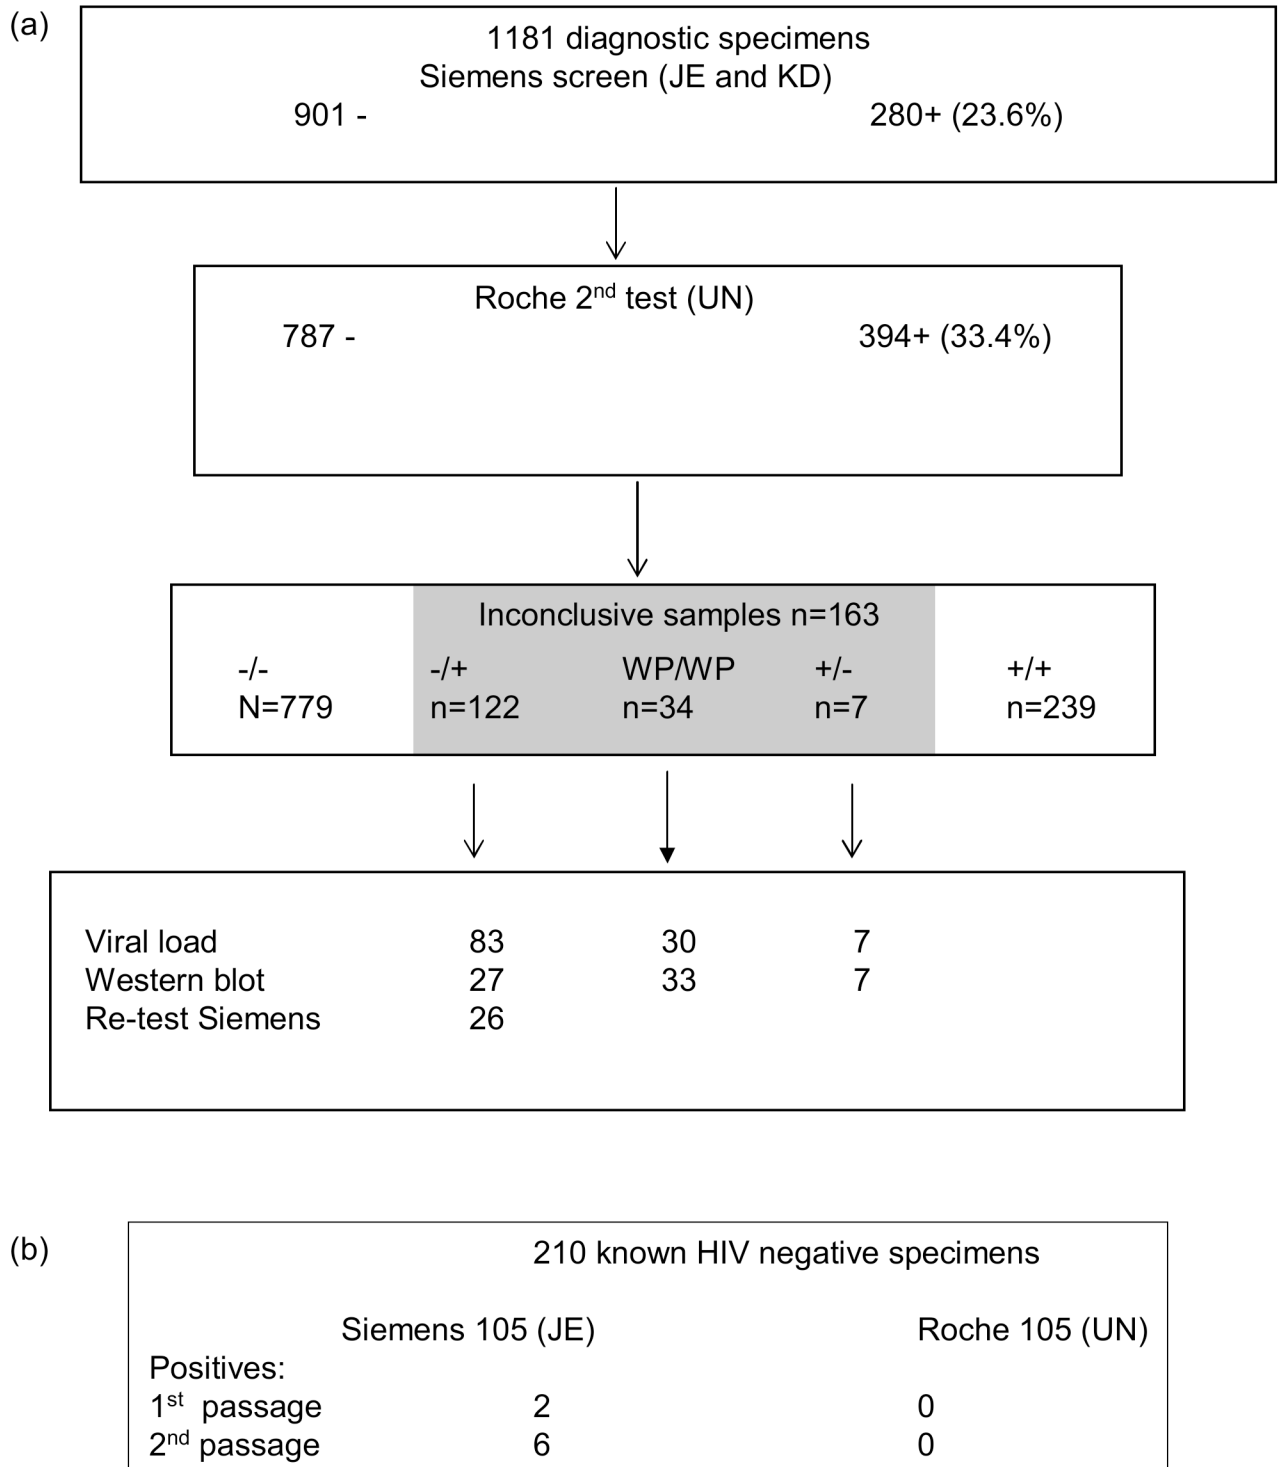 (a)
1181 diagnostic specimens
Siemens screen (JE and KD)
901 - 280+ (23.6%)
Roche 2nd test (UN)
787 - 394+ (33.4%)
Inconclusive samples n=163
-/- -/+ WP/WP +/- +/+
N=779 n=122 n=34 n=7 n=239
Viral load 83 30 7
Western blot 27 33 7
Re-test Siemens 26
(b)
210 known HIV negative specimens
Siemens 105 (JE) Roche 105 (UN)
Positives:
1st passage 2 0
2nd passage 6 0